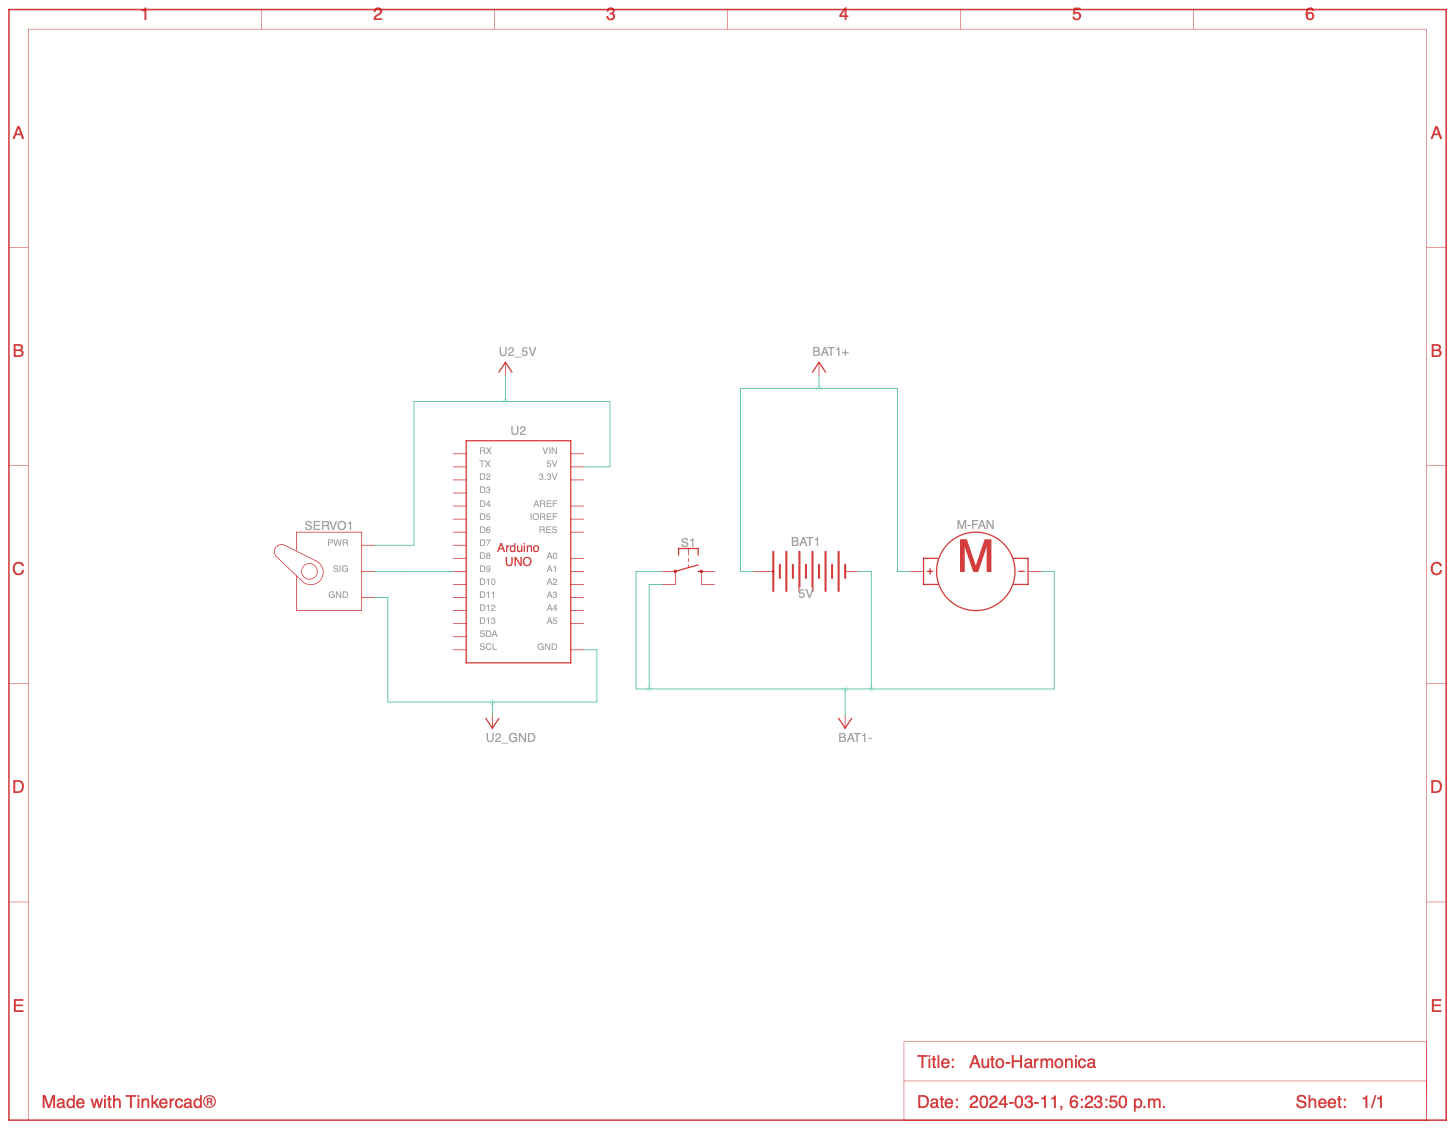 1 2 3 4 5 6
A A
B B
U2_5V BAT1+
U2
RX VIN
TX 5V
D2 3.3V
D3
D4 AREF
D5 IOREF
D6 RES
SERVO1
PWR
SIG
GND
D7
D8 A0
D9 A1
D10 A2
D11 A3
D12 A4
D13 A5
SDA
SCL GND
Arduino
UNO
S1
BAT1
5V
M-FAN
M
+ -
C C
U2_GND BAT1-
D D
E E
Title: Auto-Harmonica
Made with Tinkercad®
Date: 2024-03-11, 6:23:50 p.m. Sheet: 1/1